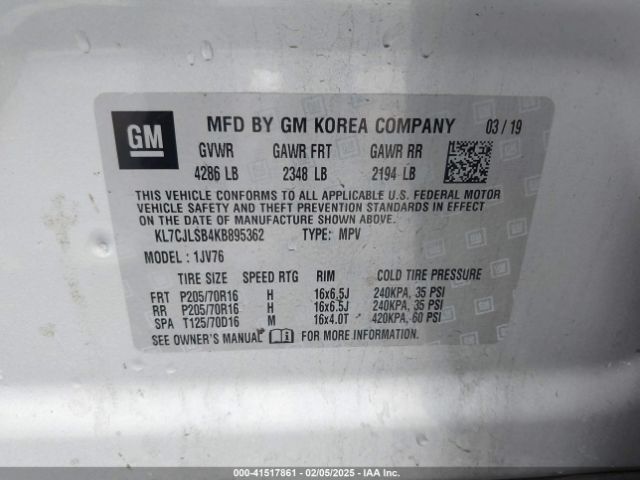 GM
MFD BY GM KOREA COMPANY 03 / 19
GVWR GAWR FRT GAWR RR
4286 LB 2348 LB 2194 LB
THIS VEHICLE CONFORMS TO ALL APPLICABLE U.S. FEDERAL MOTOR
VEHICLE SAFETY AND THEFT PREVENTION STANDARDS IN EFFECT ON
THE DATE OF MANUFACTURE SHOWN ABOVE.
KL7CJLSB4KB895362 TYPE: MPV
MODEL : 1JV76
TIRE SIZE SPEED RTG RIM COLD TIRE PRESSURE
FRT P205/70R16 H 16x6.5J 240KPA, 35 PSI
RR P205/70R16 H 16x6.5J 240KPA, 35 PSI
SPA T125/70D16 M 16x4.0T 420KPA, 60 PSI
SEE OWNER'S MANUAL FOR MORE INFORMATION.
000-41517861 - 02/05/2025 - IAA Inc.